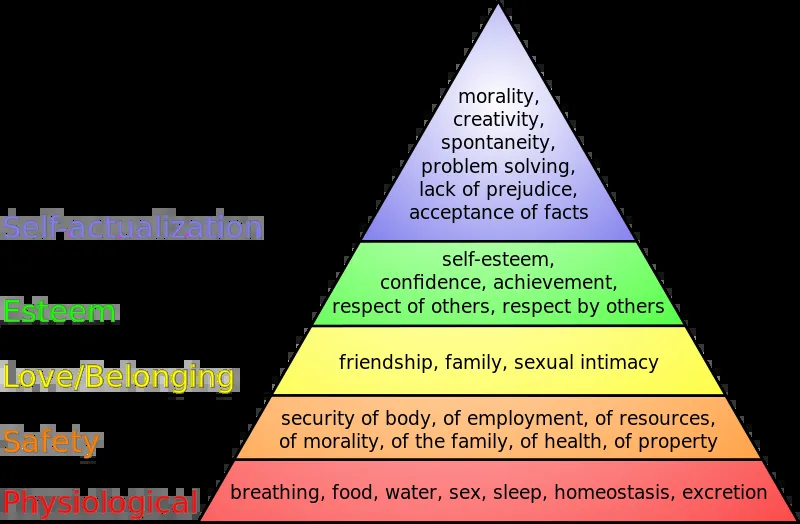 morality,
creativity,
spontaneity,
problem solving,
lack of prejudice,
acceptance of facts
Self-actualization
self-esteem,
confidence, achievement,
respect of others, respect by others
Esteem
friendship, family, sexual intimacy
Love/Belonging
security of body, of employment, of resources,
of morality, of the family, of health, of property
Safety
breathing, food, water, sex, sleep, homeostasis, excretion
Physiological